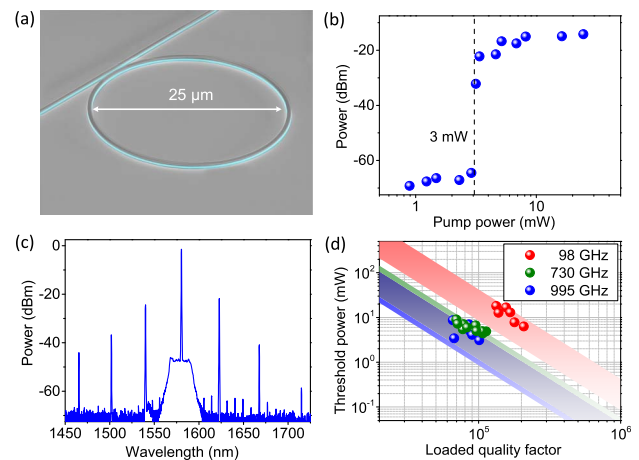 (a)
25 μm
(b)
Power (dBm)
-20
-40
-60
3 mW
1
10
Pump power (mW)
(c)
Power (dBm)
0
-20
-40
-60
1450
1500
1550
1600
1650
1700
Wavelength (nm)
(d)
Threshold power (mW)
10²
10¹
10⁰
10⁻¹
98 GHz
730 GHz
995 GHz
10⁵
10⁶
Loaded quality factor